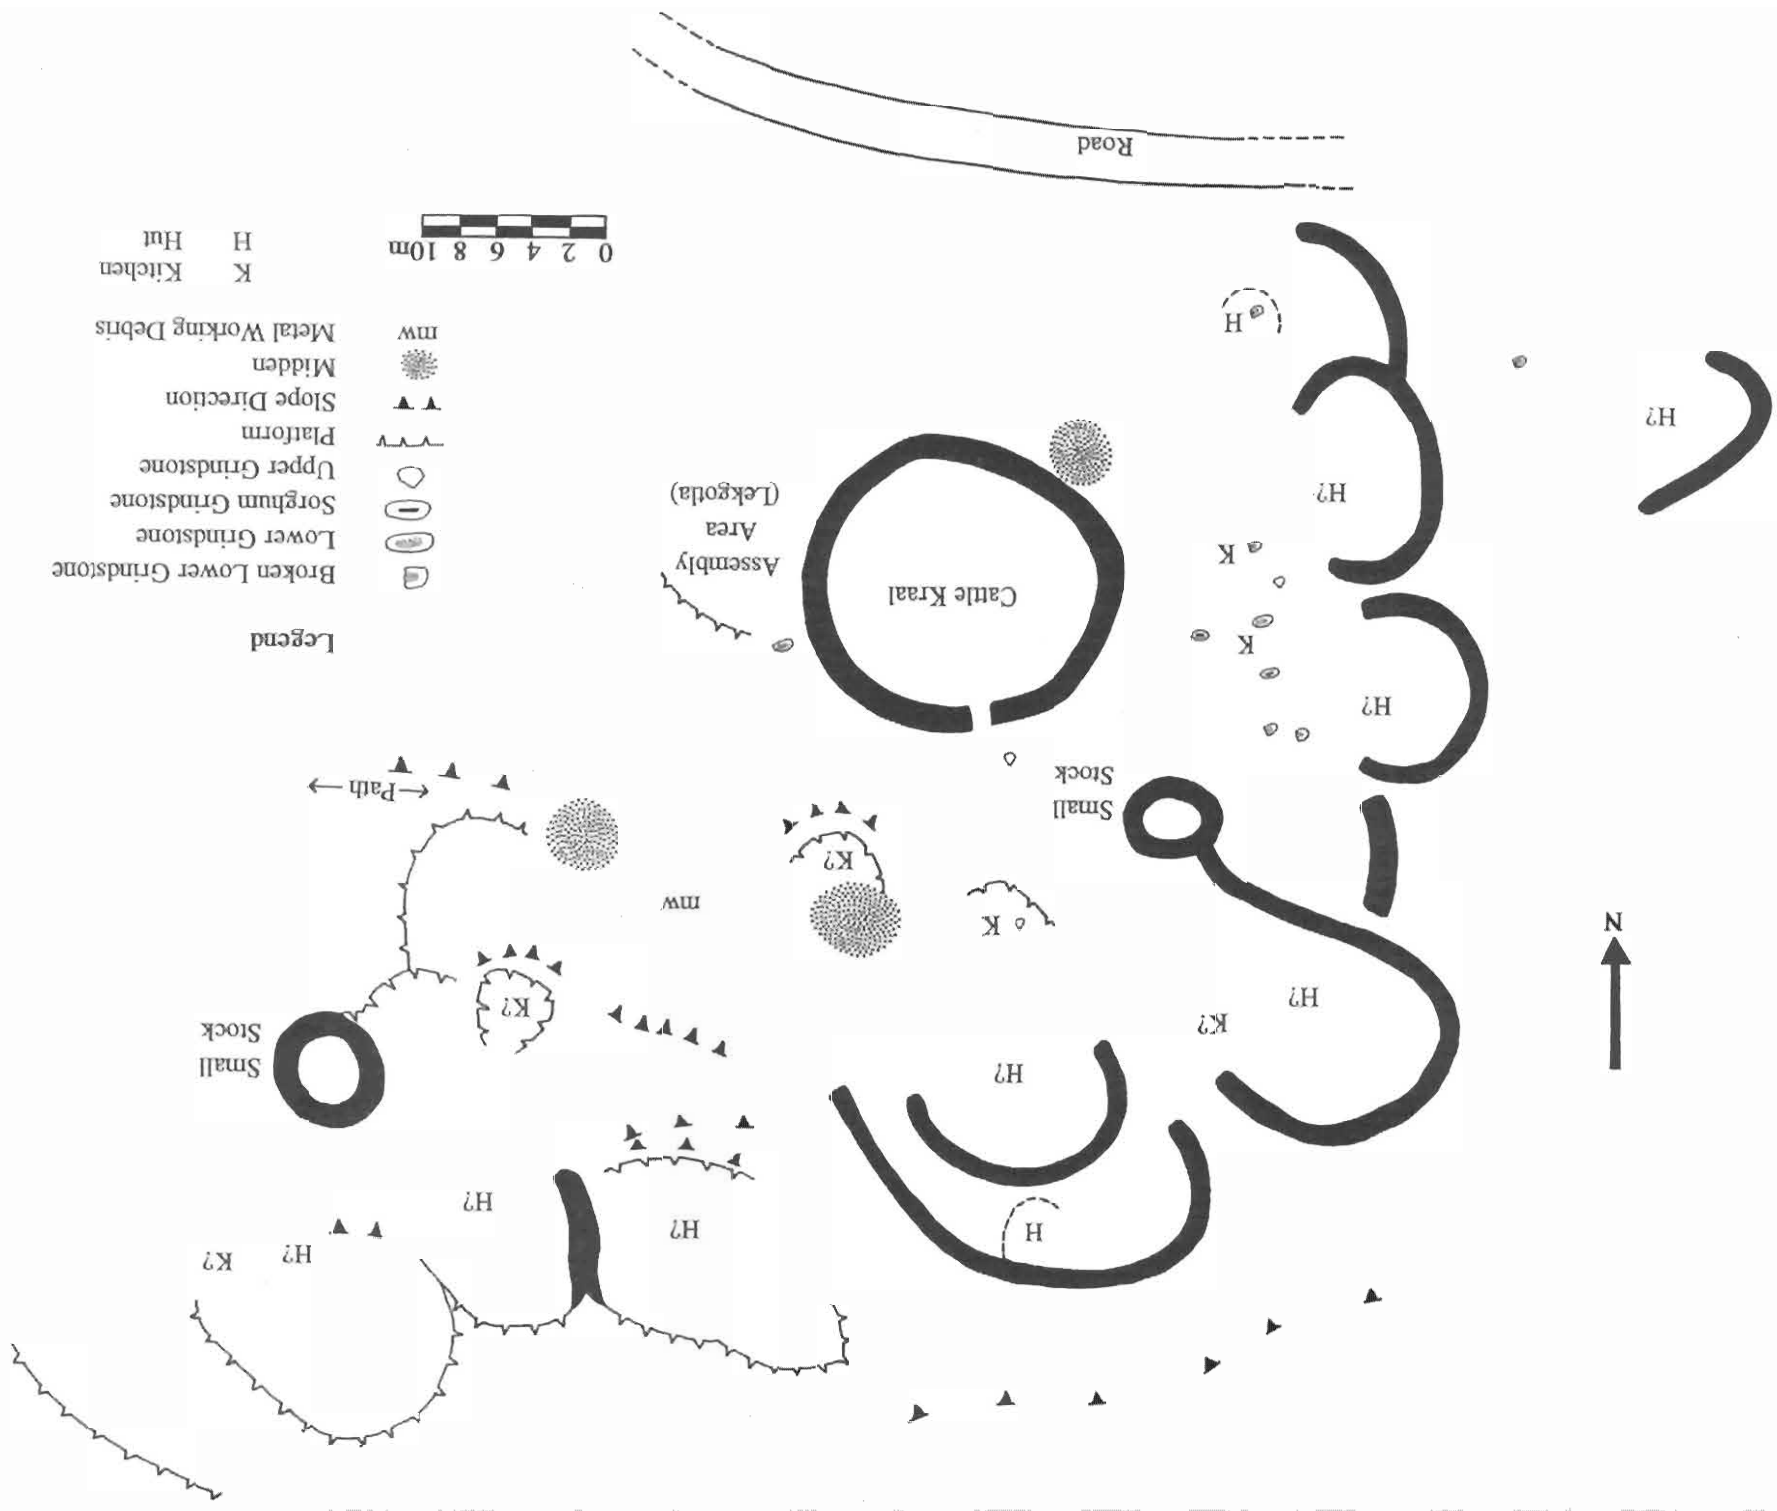 H
K?
H?
H?
H?
H?
Small
Stock
K?
K?
H?
K
N
mw
K?
Small
Stock
Path
H?
K
Cattle Kraal
Assembly
Area
(Lekgotla)
K
H?
H?
H
Legend
Broken Lower Grindstone
Lower Grindstone
Sorghum Grindstone
Upper Grindstone
Platform
Slope Direction
Midden
mw Metal Working Debris
K Kitchen
H Hut
0 2 4 6 8 10m
Road